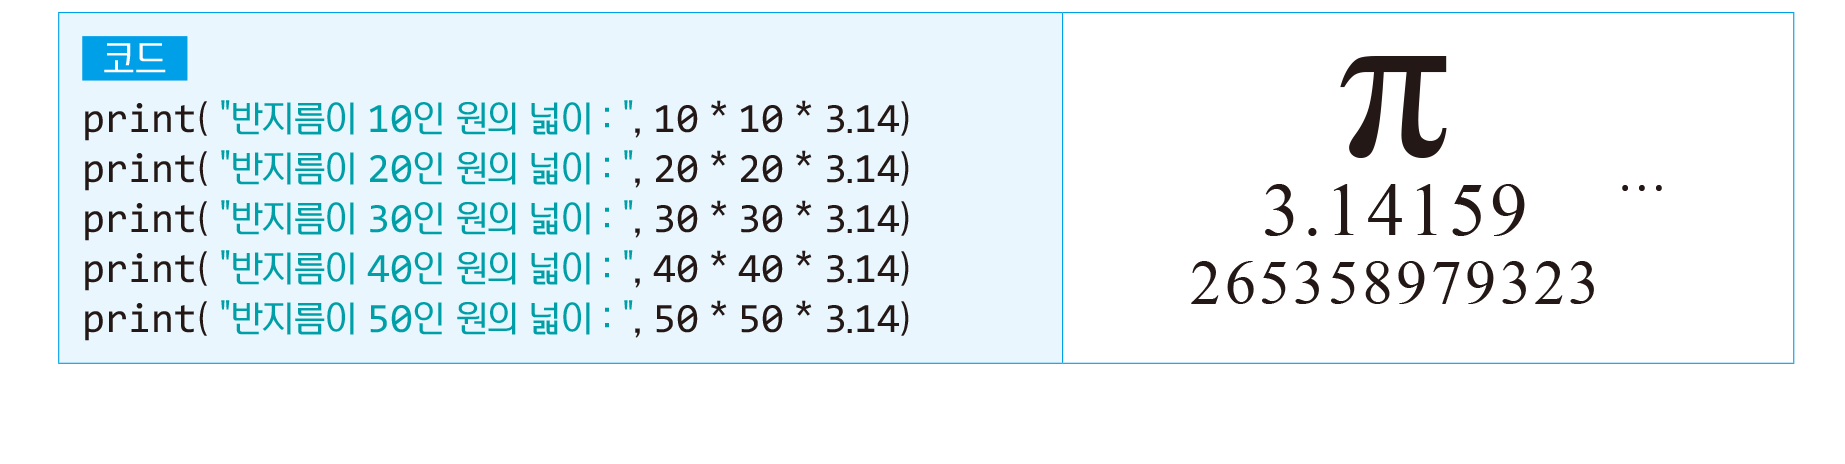 코드
print( "반지름이 10인 원의 넓이 : ", 10 * 10 * 3.14)
print( "반지름이 20인 원의 넓이 : ", 20 * 20 * 3.14)
print( "반지름이 30인 원의 넓이 : ", 30 * 30 * 3.14)
print( "반지름이 40인 원의 넓이 : ", 40 * 40 * 3.14)
print( "반지름이 50인 원의 넓이 : ", 50 * 50 * 3.14)
π
3.14159 ...
265358979323